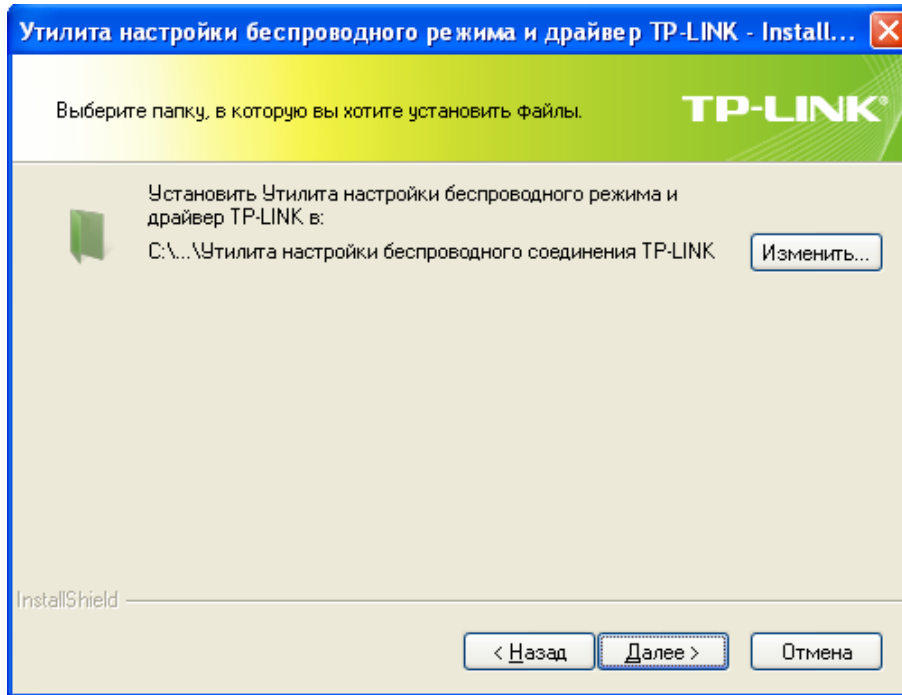 Утилита настройки беспроводного режима и драйвер TP-LINK - Install...
Выберите папку, в которую вы хотите установить файлы.
TP-LINK®
Установить Утилита настройки беспроводного режима и
драйвер TP-LINK в:
C:\...\Утилита настройки беспроводного соединения TP-LINK
Изменить...
InstallShield
< Назад
Далее >
Отмена